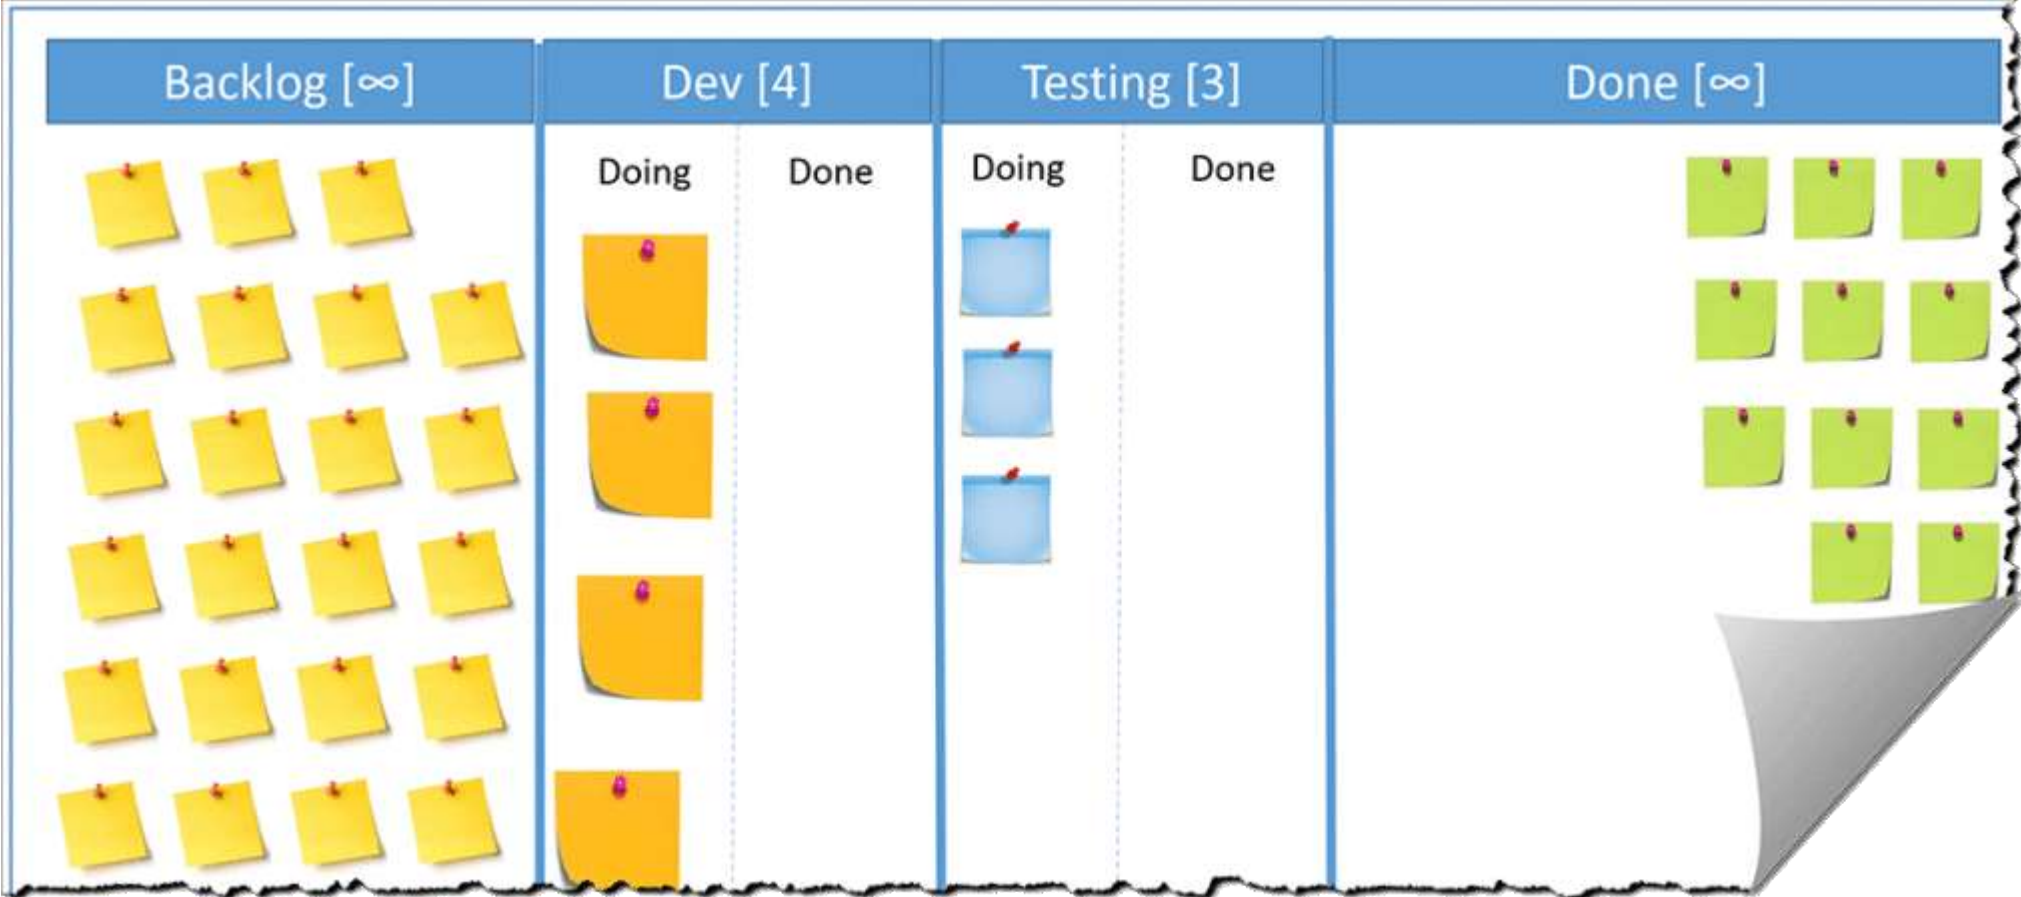 Backlog [∞]
Dev [4]
Testing [3]
Done [∞]
Doing
Done
Doing
Done